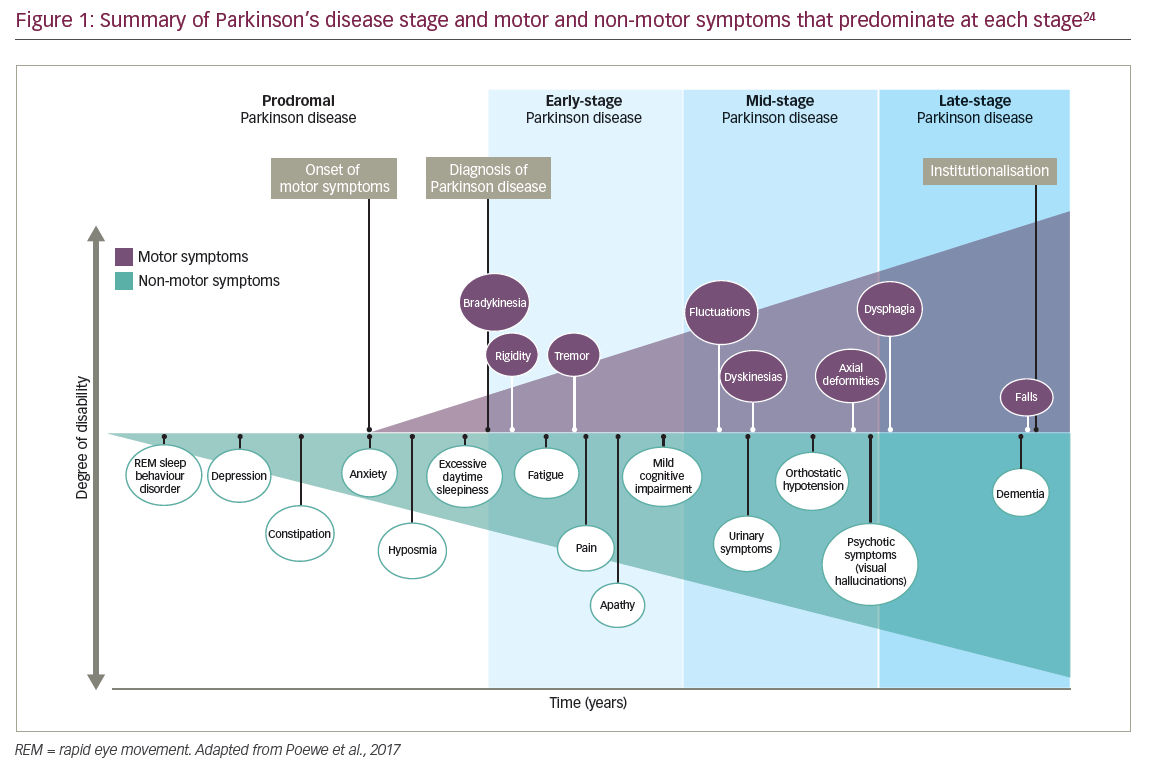 Figure 1: Summary of Parkinson's disease stage and motor and non-motor symptoms that predominate at each stage²⁴
Prodromal
Parkinson disease
Early-stage
Parkinson disease
Mid-stage
Parkinson disease
Late-stage
Parkinson disease
Onset of
motor symptoms
Diagnosis of
Parkinson disease
Institutionalisation
Motor symptoms
Non-motor symptoms
Degree of disability
Bradykinesia
Rigidity
Tremor
Fluctuations
Dyskinesias
Axial
deformities
Dysphagia
Falls
REM sleep
behaviour
disorder
Depression
Constipation
Anxiety
Hyposmia
Excessive
daytime
sleepiness
Fatigue
Pain
Apathy
Mild
cognitive
impairment
Urinary
symptoms
Orthostatic
hypotension
Psychotic
symptoms
(visual
hallucinations)
Dementia
Time (years)
REM = rapid eye movement. Adapted from Poewe et al., 2017